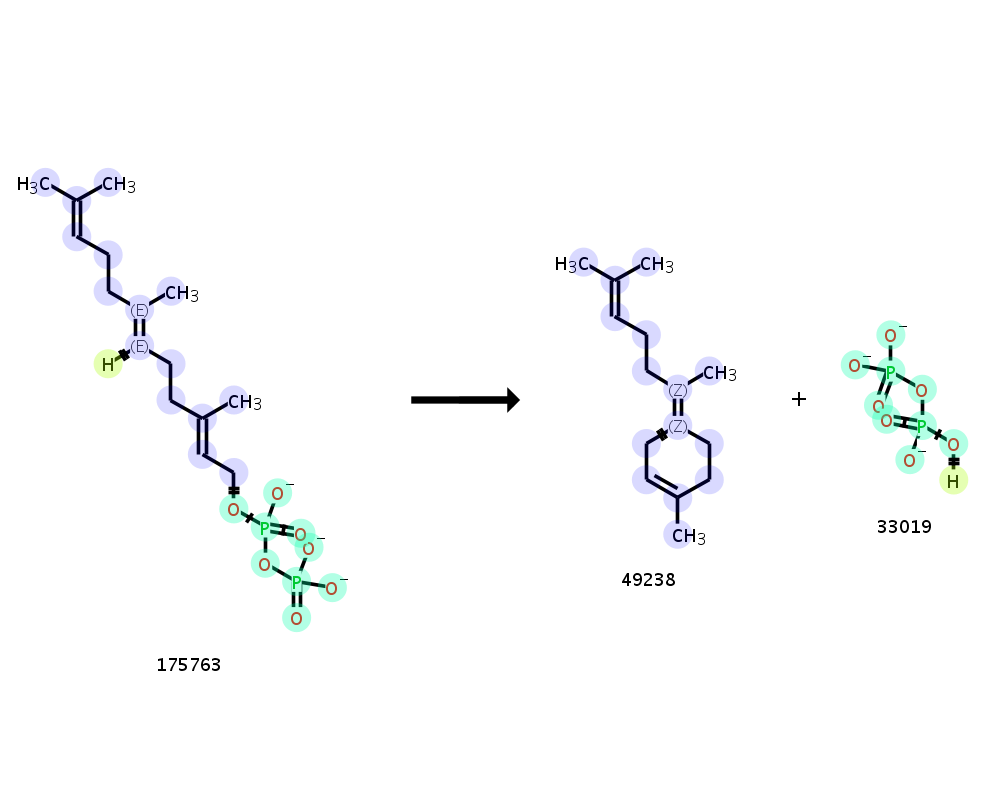 H3C CH3
(E) CH3
(E)
H
CH3
O O−
P O
O−
O P O−
O
175763
H3C CH3
(Z) CH3
(Z)
CH3
49238
+
O−
O− P
O O
O P O
O−
H
33019